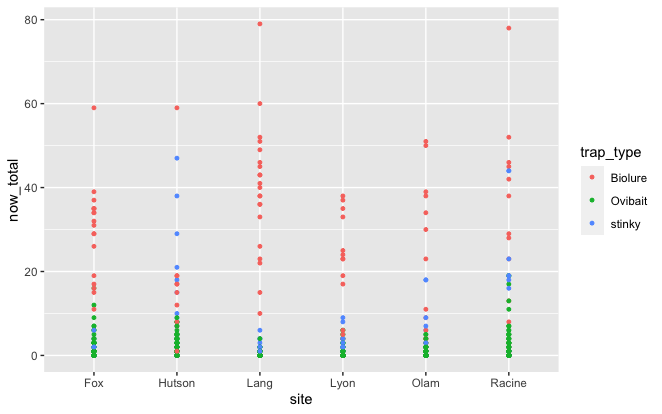 80
60
40
20
0
now_total
Fox Hutson Lang Lyon Olam Racine
site
trap_type
Biolure
Ovibait
stinky